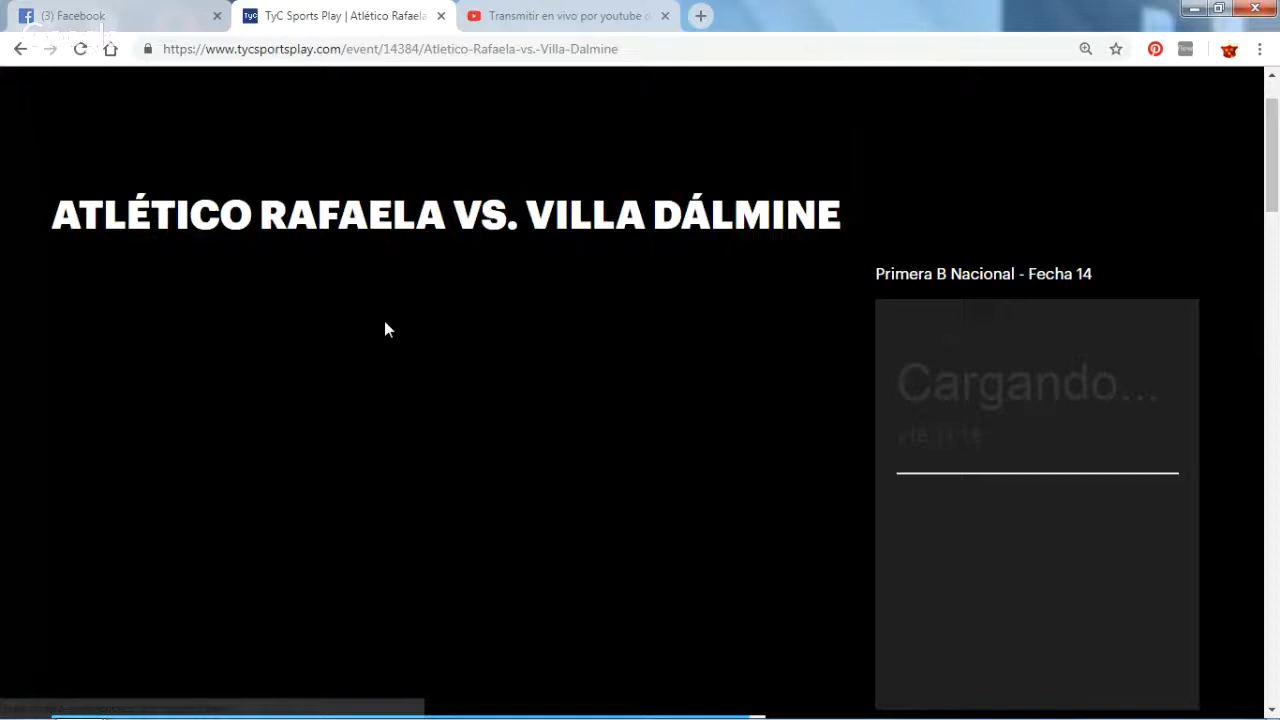 (3) Facebook
TyC Sports Play | Atlético Rafaela
Transmitir en vivo por youtube d
https://www.tycsportsplay.com/event/14384/Atletico-Rafaela-vs.-Villa-Dalmine
ATLÉTICO RAFAELA VS. VILLA DÁLMINE
Primera B Nacional - Fecha 14
Cargando...